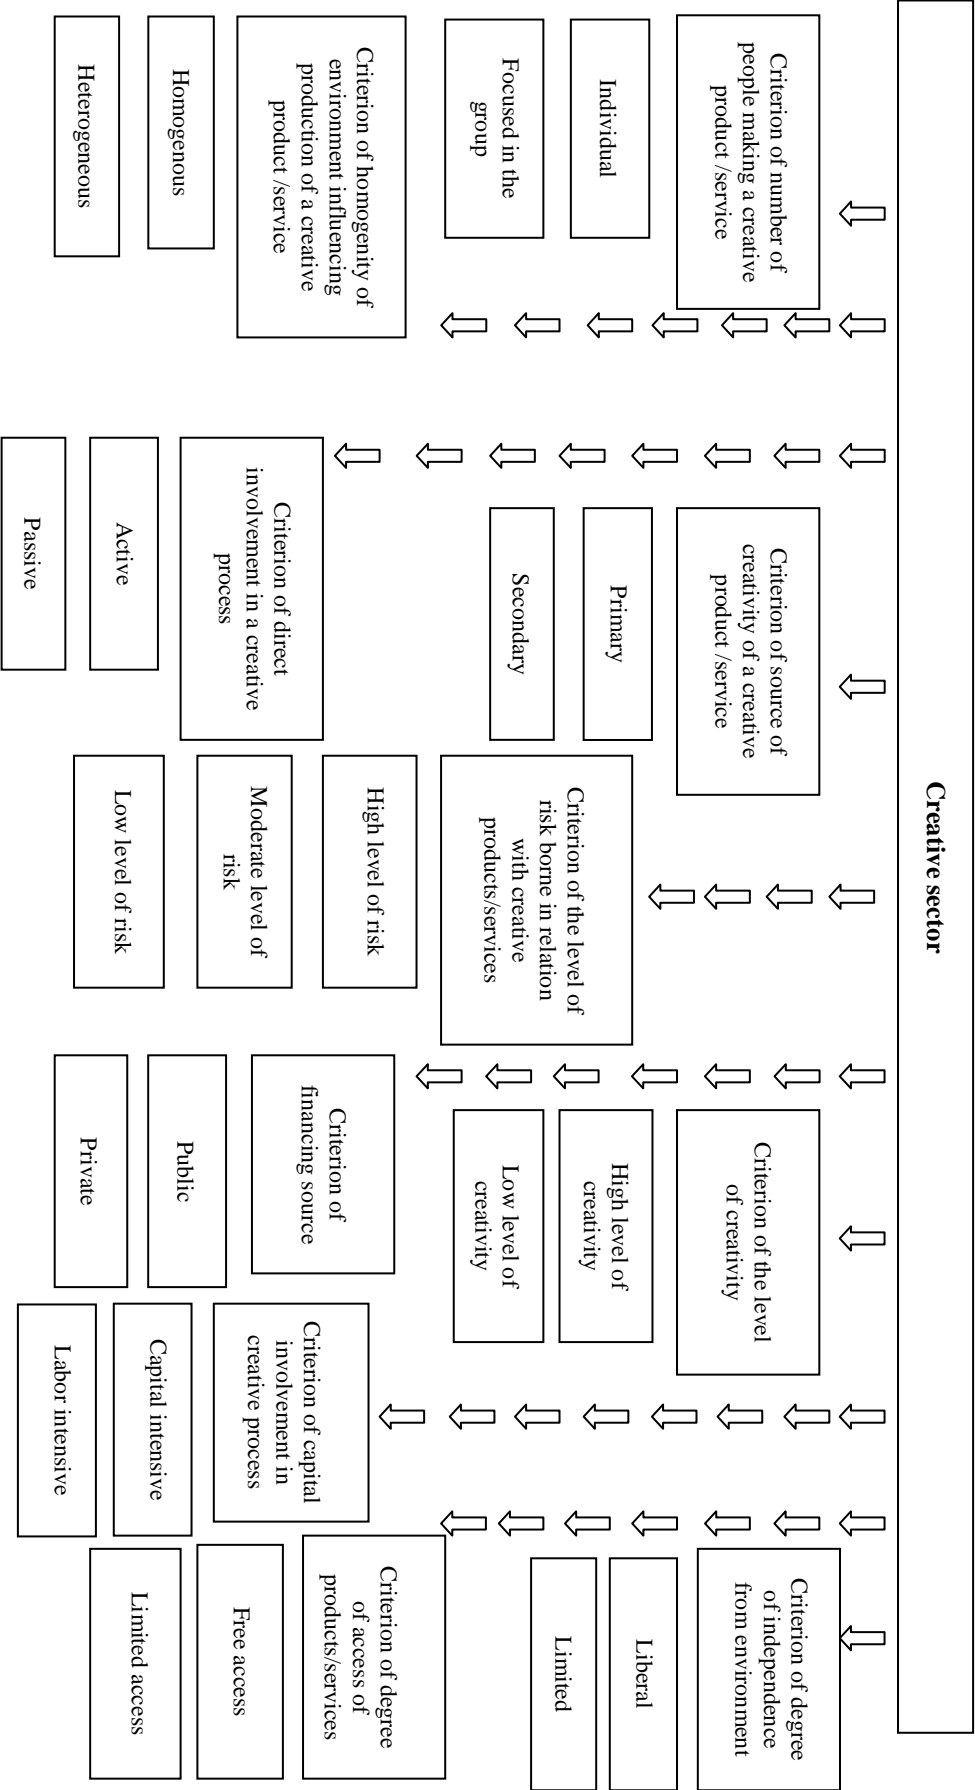 Creative sector
Criterion of number of
people making a creative
product /service
Individual
Focused in the
group
Criterion of homogenity of
environment influencing
production of a creative
product /service
Homogenous
Heterogeneous
Criterion of source of
creativity of a creative
product /service
Primary
Secondary
Criterion of direct
involvement in a creative
process
Active
Passive
Criterion of the level of
risk borne in relation
with creative
products/services
High level of risk
Moderate level of
risk
Low level of risk
Criterion of the level
of creativity
High level of
creativity
Low level of
creativity
Criterion of
financing source
Public
Private
Criterion of capital
involvement in
creative process
Capital intensive
Labor intensive
Criterion of degree
of independence
from environment
Liberal
Limited
Criterion of degree
of access of
products/services
Free access
Limited access